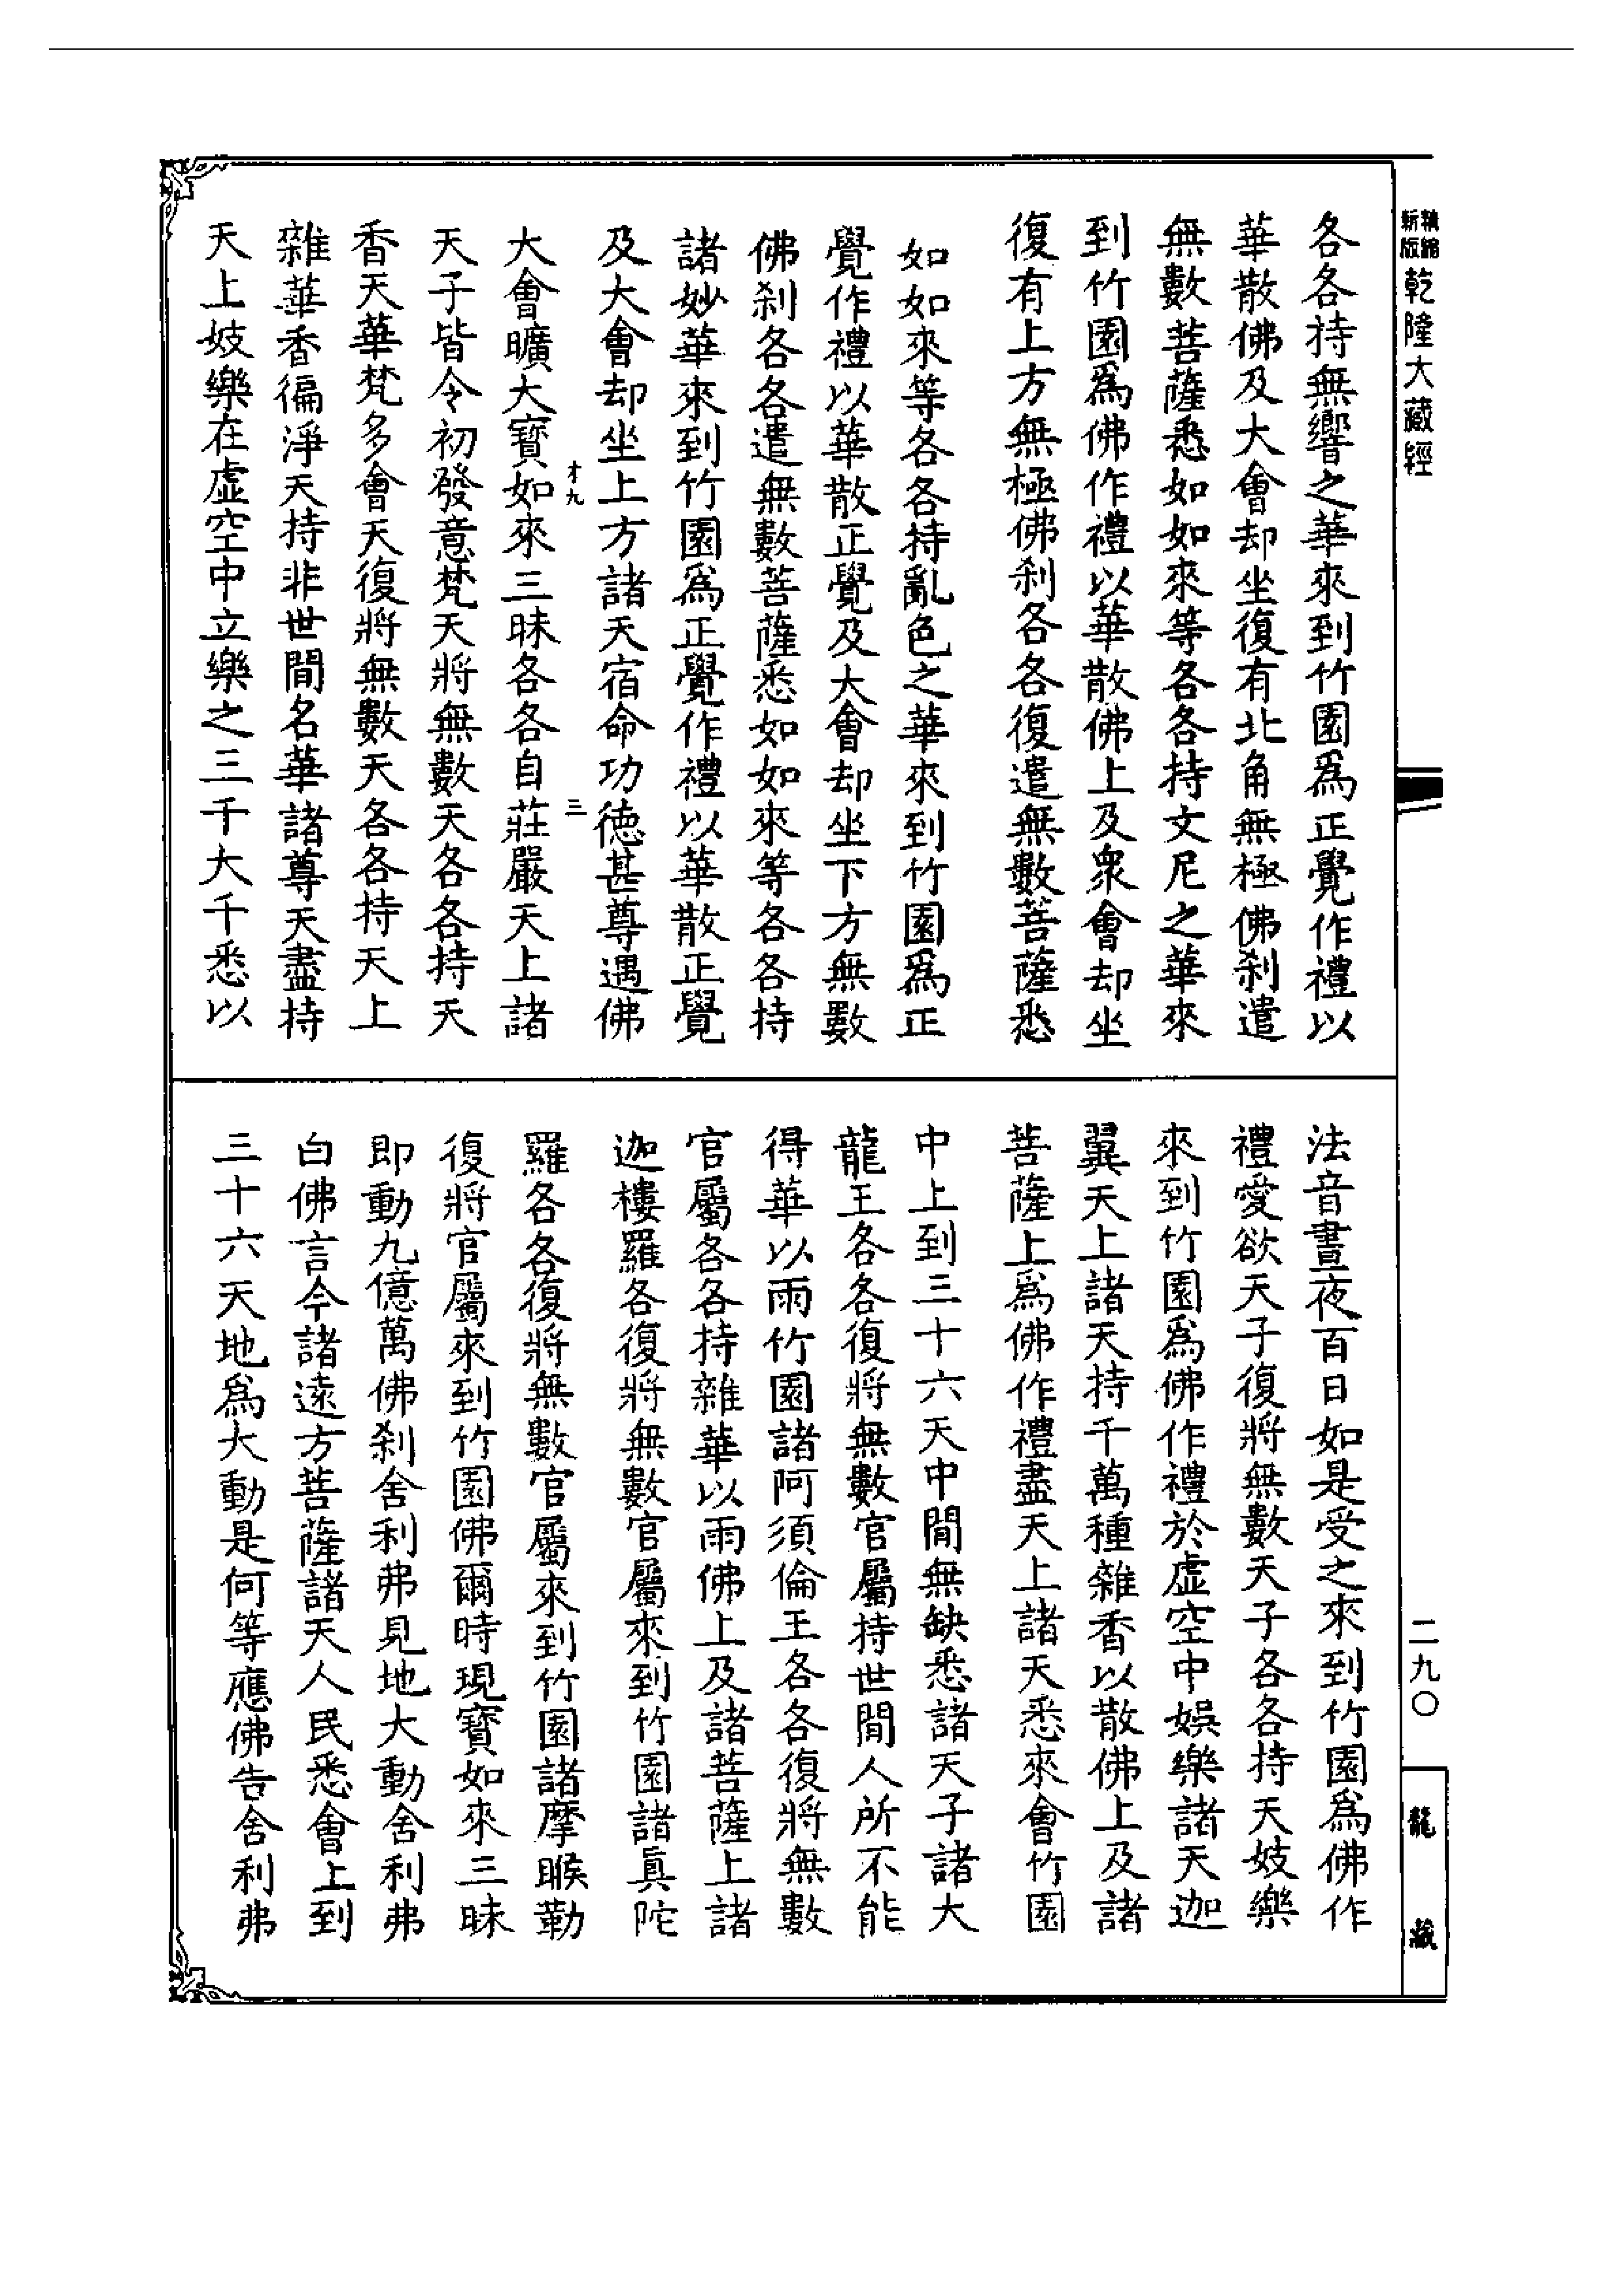 精縮新版乾隆大藏經
各各持無響之華來到竹園爲正覺作禮以
華散佛及大會却坐復有北角無極佛刹遣
無數菩薩悉如如來等各各持文尼之華來
到竹園爲佛作禮以華散佛上及衆會却坐
復有上方無極佛刹各各復遣無數菩薩悉
如如來等各各持亂色之華來到竹園爲正
覺作禮以華散正覺及大會却坐下方無數
佛刹各各遣無數菩薩悉如如來等各各持
諸妙華來到竹園爲正覺作禮以華散正覺
及大會却坐上方諸天宿命功德甚尊遇佛
才九 三
大會曠大寳如來三昧各各自莊嚴天上諸
天子皆令初發意梵天將無數天各各持天
香天華梵多會天復將無數天各各持天上
雜華香徧淨天持非世間名華諸尊天盡持
天上妓樂在虛空中立樂之三千大千悉以
法音晝夜百日如是受之來到竹園爲佛作
禮愛欲天子復將無數天子各各持天妓樂
來到竹園爲佛作禮於虛空中娛樂諸天迦
翼天上諸天持千萬種雜香以散佛上及諸
菩薩上爲佛作禮盡天上諸天悉來會竹園
中上到三十六天中間無缺悉諸天子諸大
龍王各各復將無數官屬持世間人所不能
得華以雨竹園諸阿須倫王各各復將無數
官屬各各持雜華以雨佛上及諸菩薩上諸
迦樓羅各復將無數官屬來到竹園諸眞陀
羅各各復將無數官屬來到竹園諸摩睺勒
復將官屬來到竹園佛爾時現寳如來三昧
即動九億萬佛刹舍利弗見地大動舍利弗
白佛言今諸遠方菩薩諸天人民悉會上到
三十六天地爲大動是何等應佛告舍利弗
二九〇
龍藏